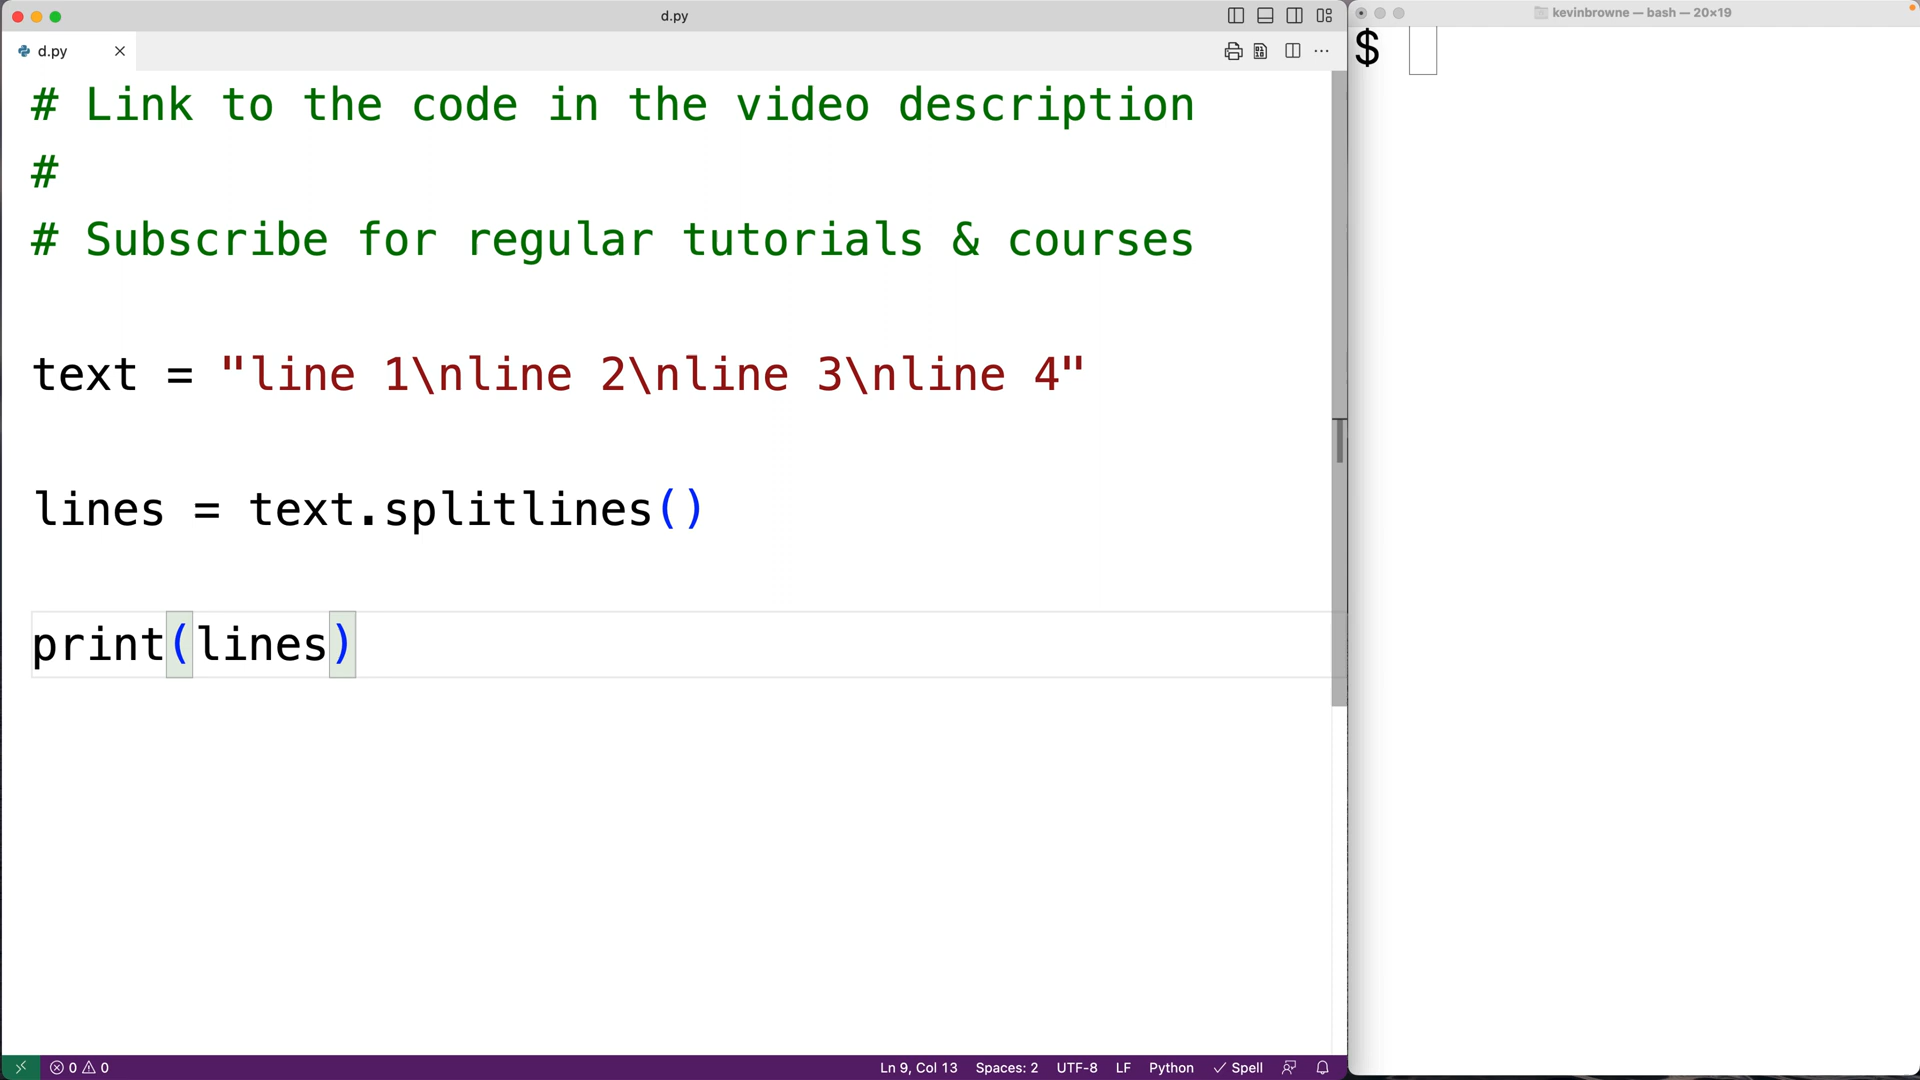 d.py
kevinbrowne — bash — 20×19
d.py
$
# Link to the code in the video description
#
# Subscribe for regular tutorials & courses
text = "line 1\nline 2\nline 3\nline 4"
lines = text.splitlines()
print(lines)
0 0 Ln 9, Col 13 Spaces: 2 UTF-8 LF Python Spell